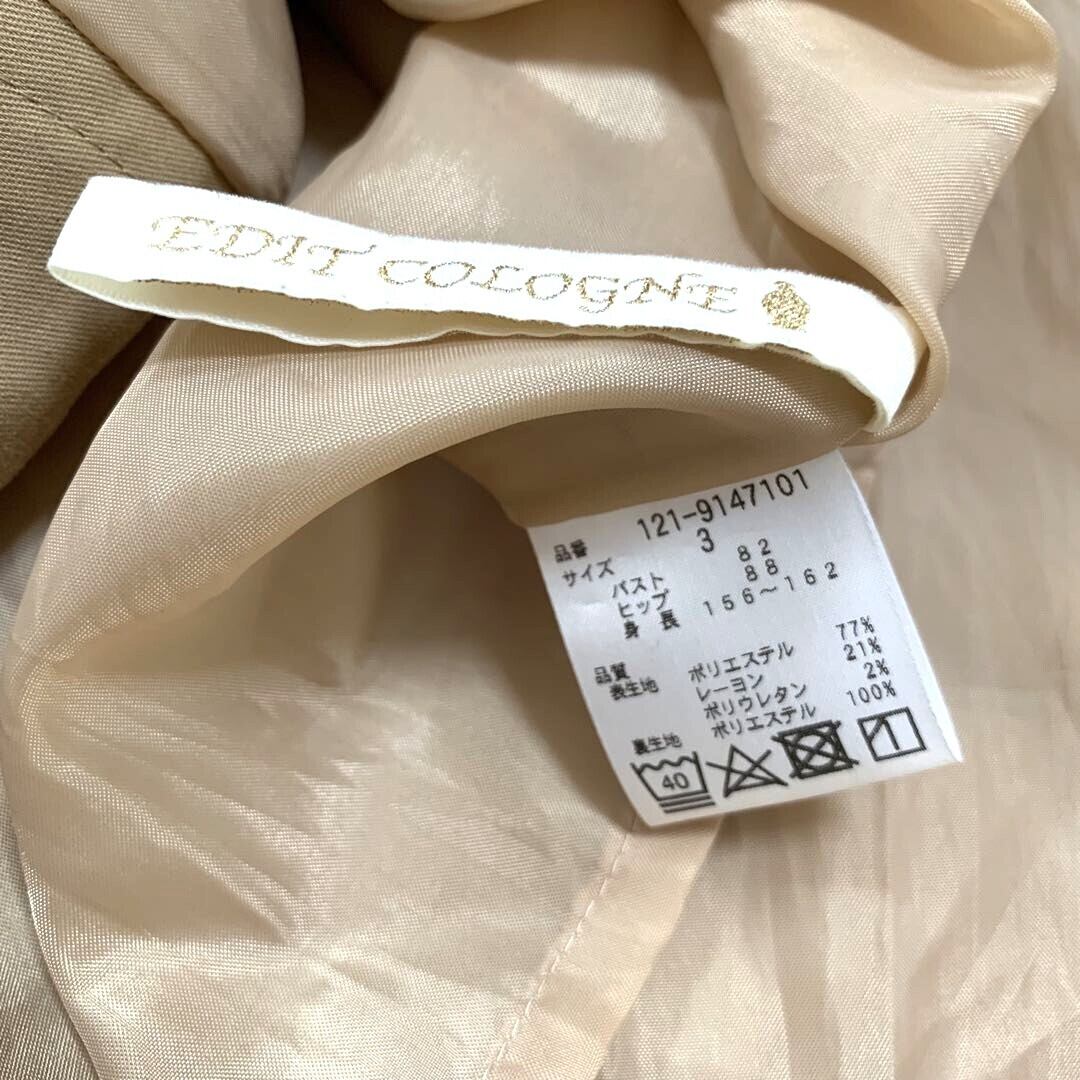 EDIT COLOGNE
品番 121-9147101
サイズ 3
バスト 82
ヒップ 88
身長 156~162
品質
表生地 ポリエステル 77%
レーヨン 21%
ポリウレタン 2%
裏生地 ポリエステル 100%
40
1